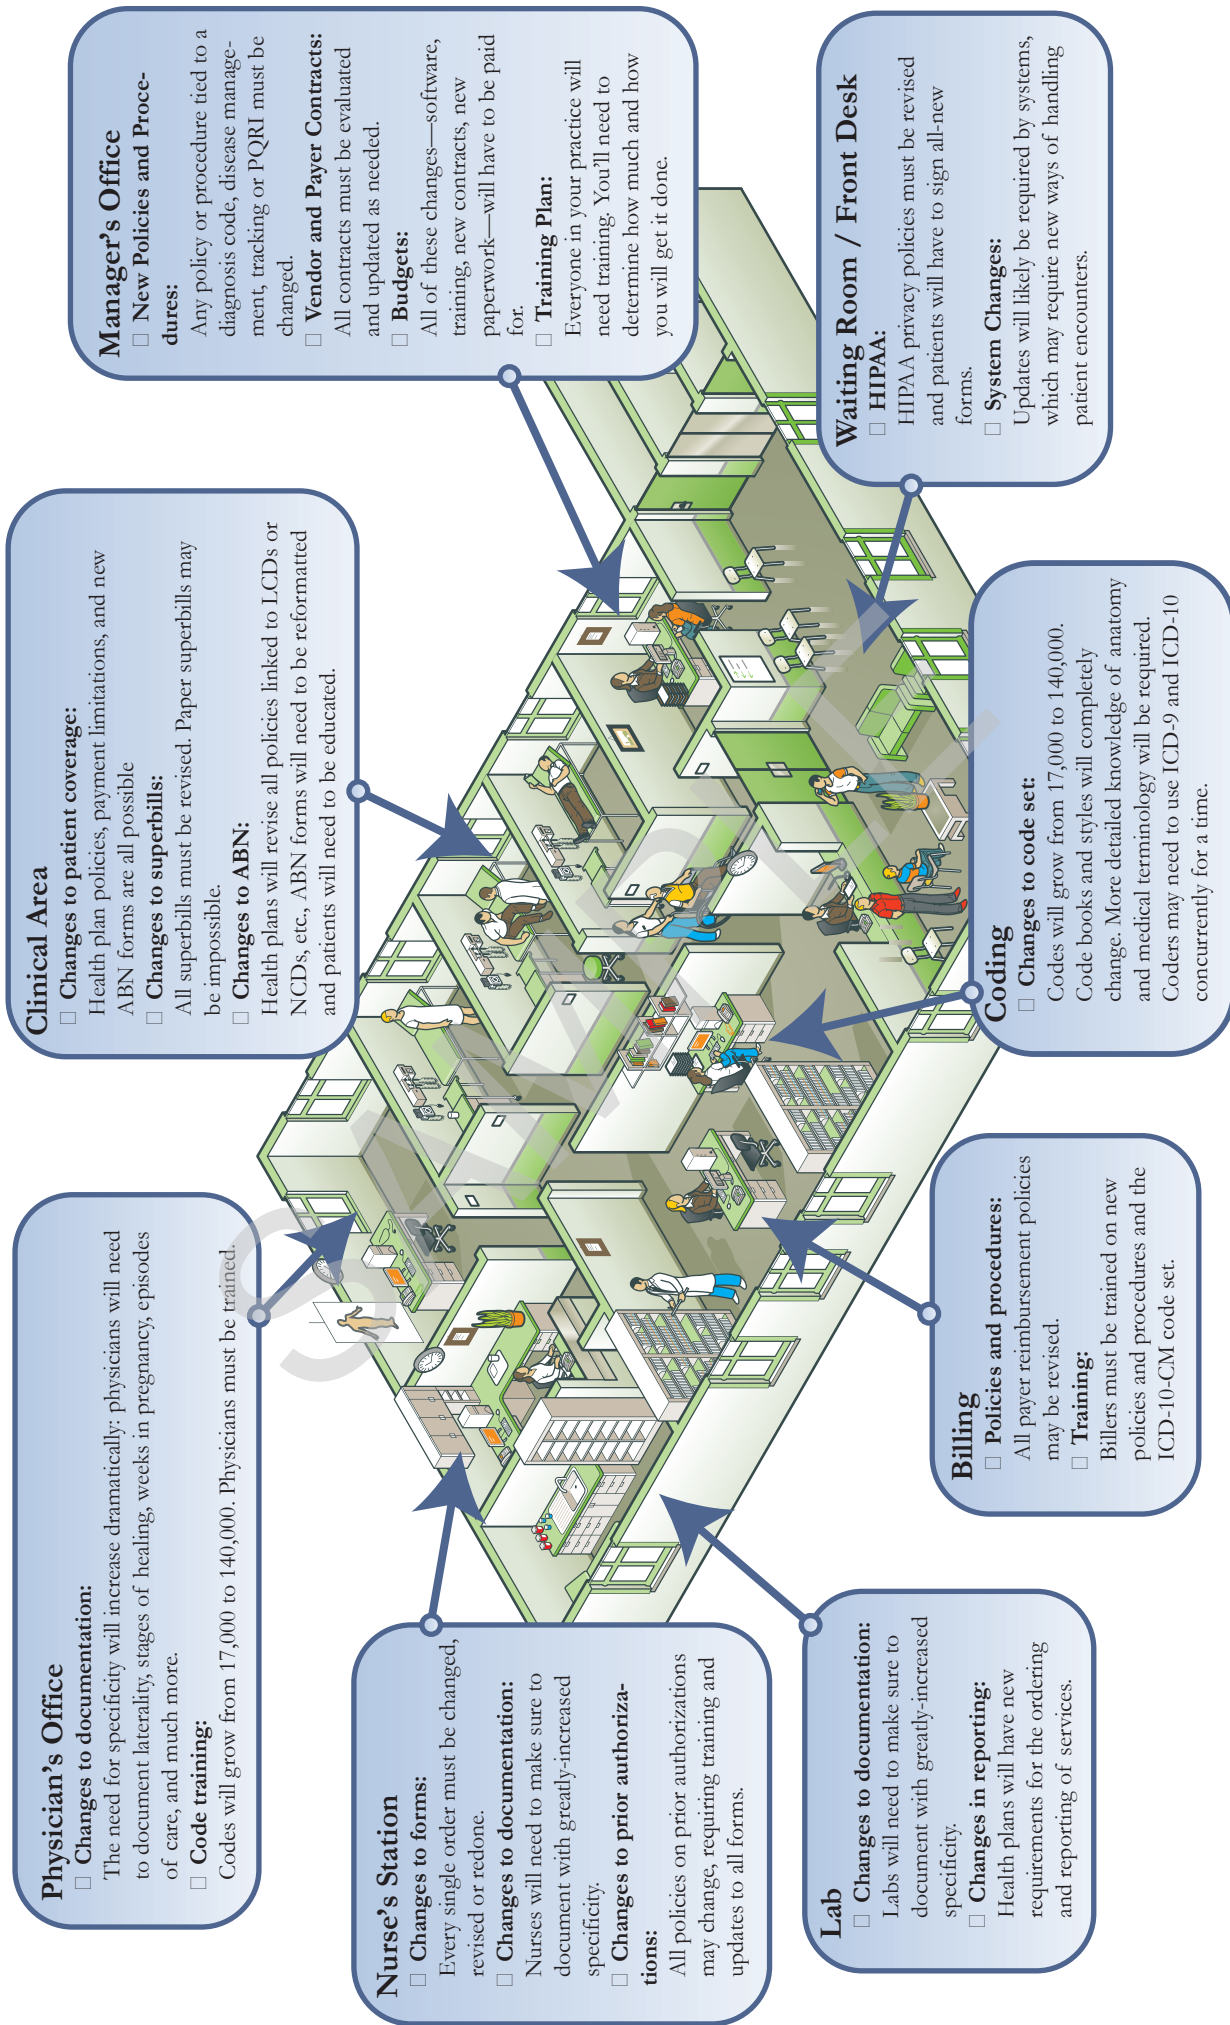 Physician's Office
☐ Changes to documentation:
The need for specificity will increase dramatically: physicians will need
to document laterality, stages of healing, weeks in pregnancy, episodes
of care, and much more.
☐ Code training:
Codes will grow from 17,000 to 140,000. Physicians must be trained.
Clinical Area
☐ Changes to patient coverage:
Health plan policies, payment limitations, and new
ABN forms are all possible
☐ Changes to superbills:
All superbills must be revised. Paper superbills may
be impossible.
☐ Changes to ABN:
Health plans will revise all policies linked to LCDs or
NCDs, etc., ABN forms will need to be reformatted
and patients will need to be educated.
Manager's Office
☐ New Policies and Proce-
dures:
Any policy or procedure tied to a
diagnosis code, disease manage-
ment, tracking or PQRI must be
changed.
☐ Vendor and Payer Contracts:
All contracts must be evaluated
and updated as needed.
☐ Budgets:
All of these changes—software,
training, new contracts, new
paperwork—will have to be paid
for.
☐ Training Plan:
Everyone in your practice will
need training. You'll need to
determine how much and how
you will get it done.
Nurse's Station
☐ Changes to forms:
Every single order must be changed,
revised or redone.
☐ Changes to documentation:
Nurses will need to make sure to
document with greatly-increased
specificity.
☐ Changes to prior authoriza-
tions:
All policies on prior authorizations
may change, requiring training and
updates to all forms.
Lab
☐ Changes to documentation:
Labs will need to make sure to
document with greatly-increased
specificity.
☐ Changes in reporting:
Health plans will have new
requirements for the ordering
and reporting of services.
Billing
☐ Policies and procedures:
All payer reimbursement policies
may be revised.
☐ Training:
Billers must be trained on new
policies and procedures and the
ICD-10-CM code set.
Coding
☐ Changes to code set:
Codes will grow from 17,000 to 140,000.
Code books and styles will completely
change. More detailed knowledge of anatomy
and medical terminology will be required.
Coders may need to use ICD-9 and ICD-10
concurrently for a time.
Waiting Room / Front Desk
☐ HIPAA:
HIPAA privacy policies must be revised
and patients will have to sign all-new
forms.
☐ System Changes:
Updates will likely be required by systems,
which may require new ways of handling
patient encounters.
SAMPLE